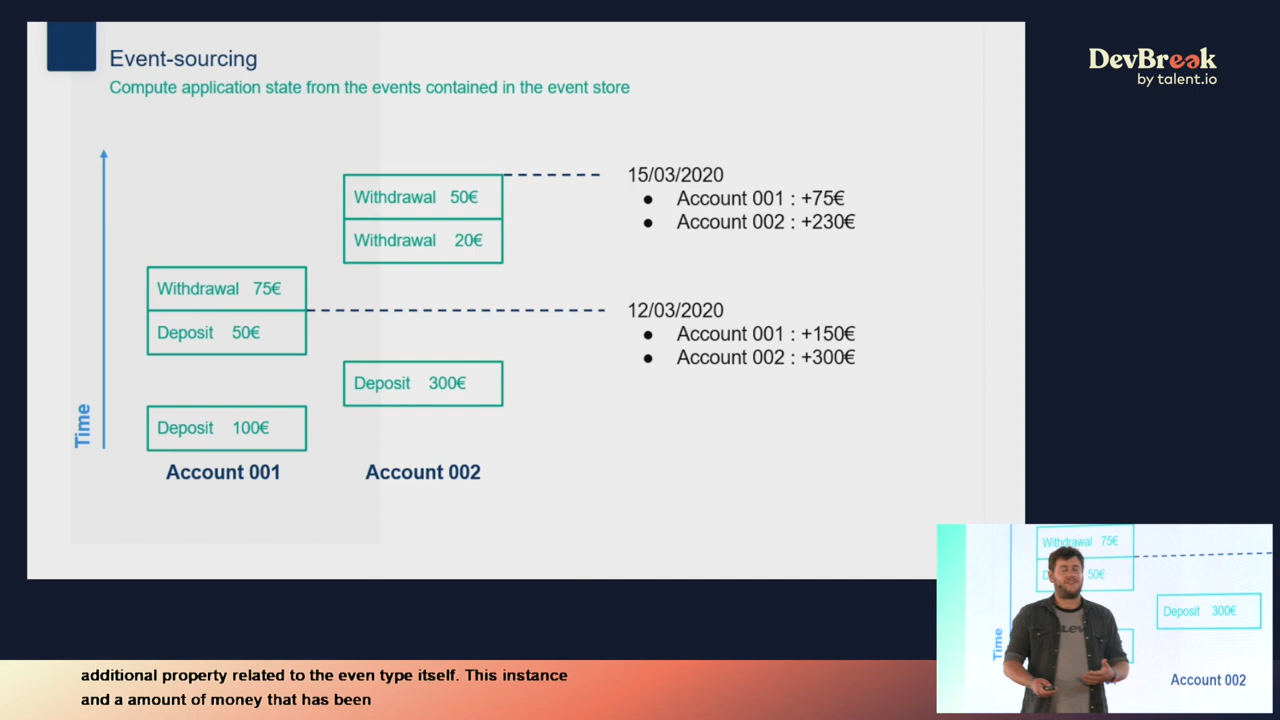 Event-sourcing
Compute application state from the events contained in the event store
DevBreak
by talent.io
15/03/2020
● Account 001 : +75€
● Account 002 : +230€
Withdrawal 50€
Withdrawal 20€
Withdrawal 75€
Deposit 50€
12/03/2020
● Account 001 : +150€
● Account 002 : +300€
Deposit 300€
Deposit 100€
Time
Account 001
Account 002
Withdrawal 75€
50€
Deposit 300€
Time
Account 002
additional property related to the even type itself. This instance
and a amount of money that has been